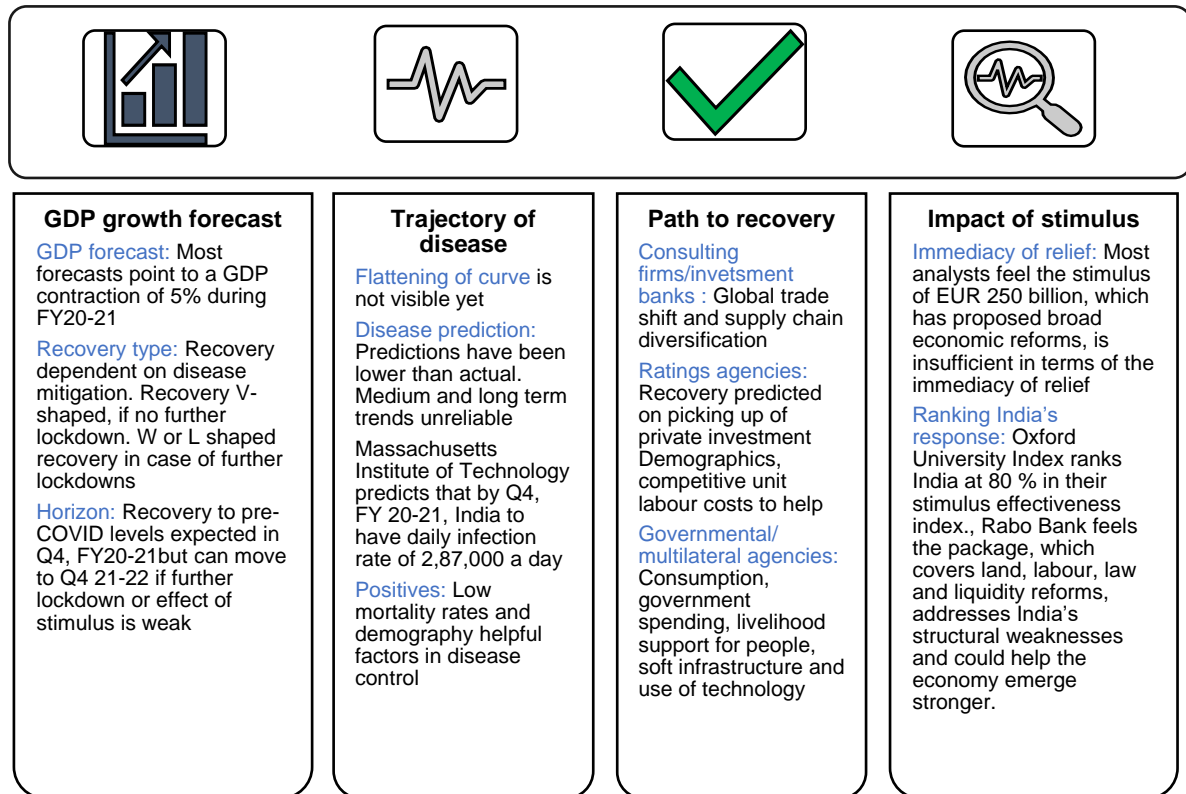 GDP growth forecast
GDP forecast: Most
forecasts point to a GDP
contraction of 5% during
FY20-21
Recovery type: Recovery
dependent on disease
mitigation. Recovery V-
shaped, if no further
lockdown. W or L shaped
recovery in case of further
lockdowns
Horizon: Recovery to pre-
COVID levels expected in
Q4, FY20-21but can move
to Q4 21-22 if further
lockdown or effect of
stimulus is weak
Trajectory of
disease
Flattening of curve is
not visible yet
Disease prediction:
Predictions have been
lower than actual.
Medium and long term
trends unreliable
Massachusetts
Institute of Technology
predicts that by Q4,
FY 20-21, India to
have daily infection
rate of 2,87,000 a day
Positives: Low
mortality rates and
demography helpful
factors in disease
control
Path to recovery
Consulting
firms/invetsment
banks : Global trade
shift and supply chain
diversification
Ratings agencies:
Recovery predicted
on picking up of
private investment
Demographics,
competitive unit
labour costs to help
Governmental/
multilateral agencies:
Consumption,
government
spending, livelihood
support for people,
soft infrastructure and
use of technology
Impact of stimulus
Immediacy of relief: Most
analysts feel the stimulus
of EUR 250 billion, which
has proposed broad
economic reforms, is
insufficient in terms of the
immediacy of relief
Ranking India's
response: Oxford
University Index ranks
India at 80 % in their
stimulus effectiveness
index., Rabo Bank feels
the package, which
covers land, labour, law
and liquidity reforms,
addresses India's
structural weaknesses
and could help the
economy emerge
stronger.